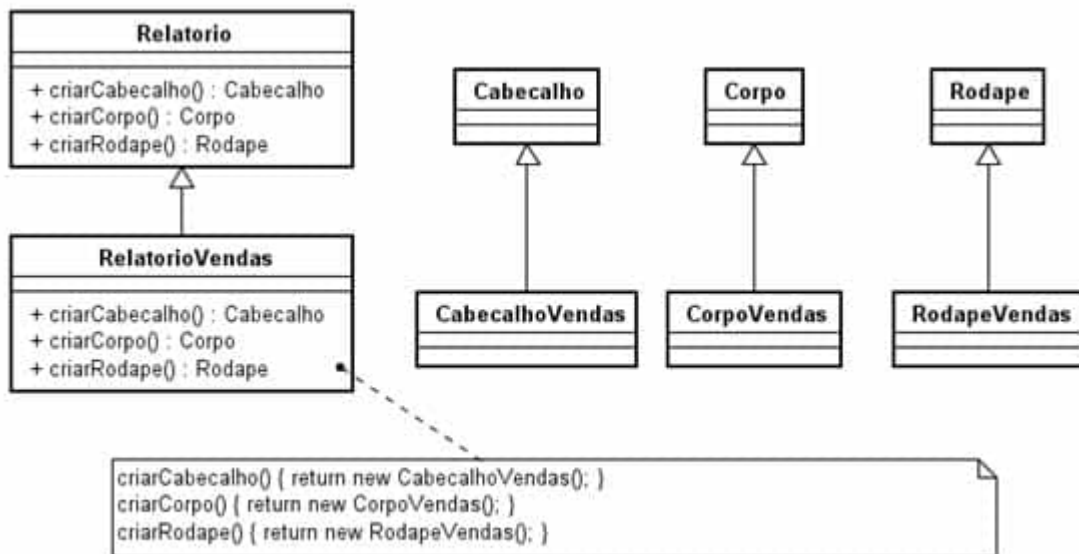 Relatorio
+ criarCabecalho() : Cabecalho
+ criarCorpo() : Corpo
+ criarRodape() : Rodape
Cabecalho
Corpo
Rodape
RelatorioVendas
+ criarCabecalho() : Cabecalho
+ criarCorpo() : Corpo
+ criarRodape() : Rodape
CabecalhoVendas
CorpoVendas
RodapeVendas
criarCabecalho() { return new CabecalhoVendas(); }
criarCorpo() { return new CorpoVendas(); }
criarRodape() { return new RodapeVendas(); }